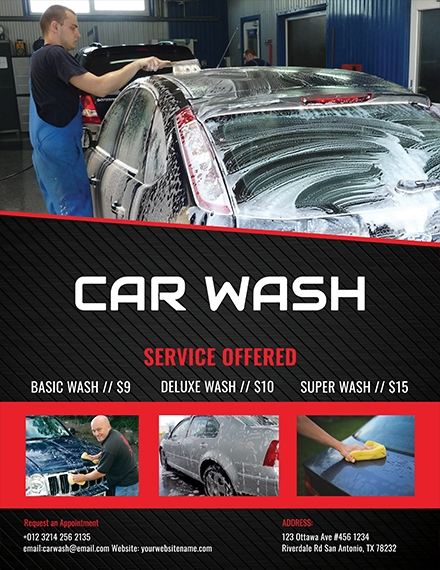 CAR WASH
SERVICE OFFERED
BASIC WASH // $9 DELUXE WASH // $10 SUPER WASH // $15
Request an Appointment
+012 3214 256 2135
email:carwash@email.com Website: yourwebsitename.com
ADDRESS:
123 Ottawa Ave #456 1234
Riverdale Rd San Antonio, TX 78232